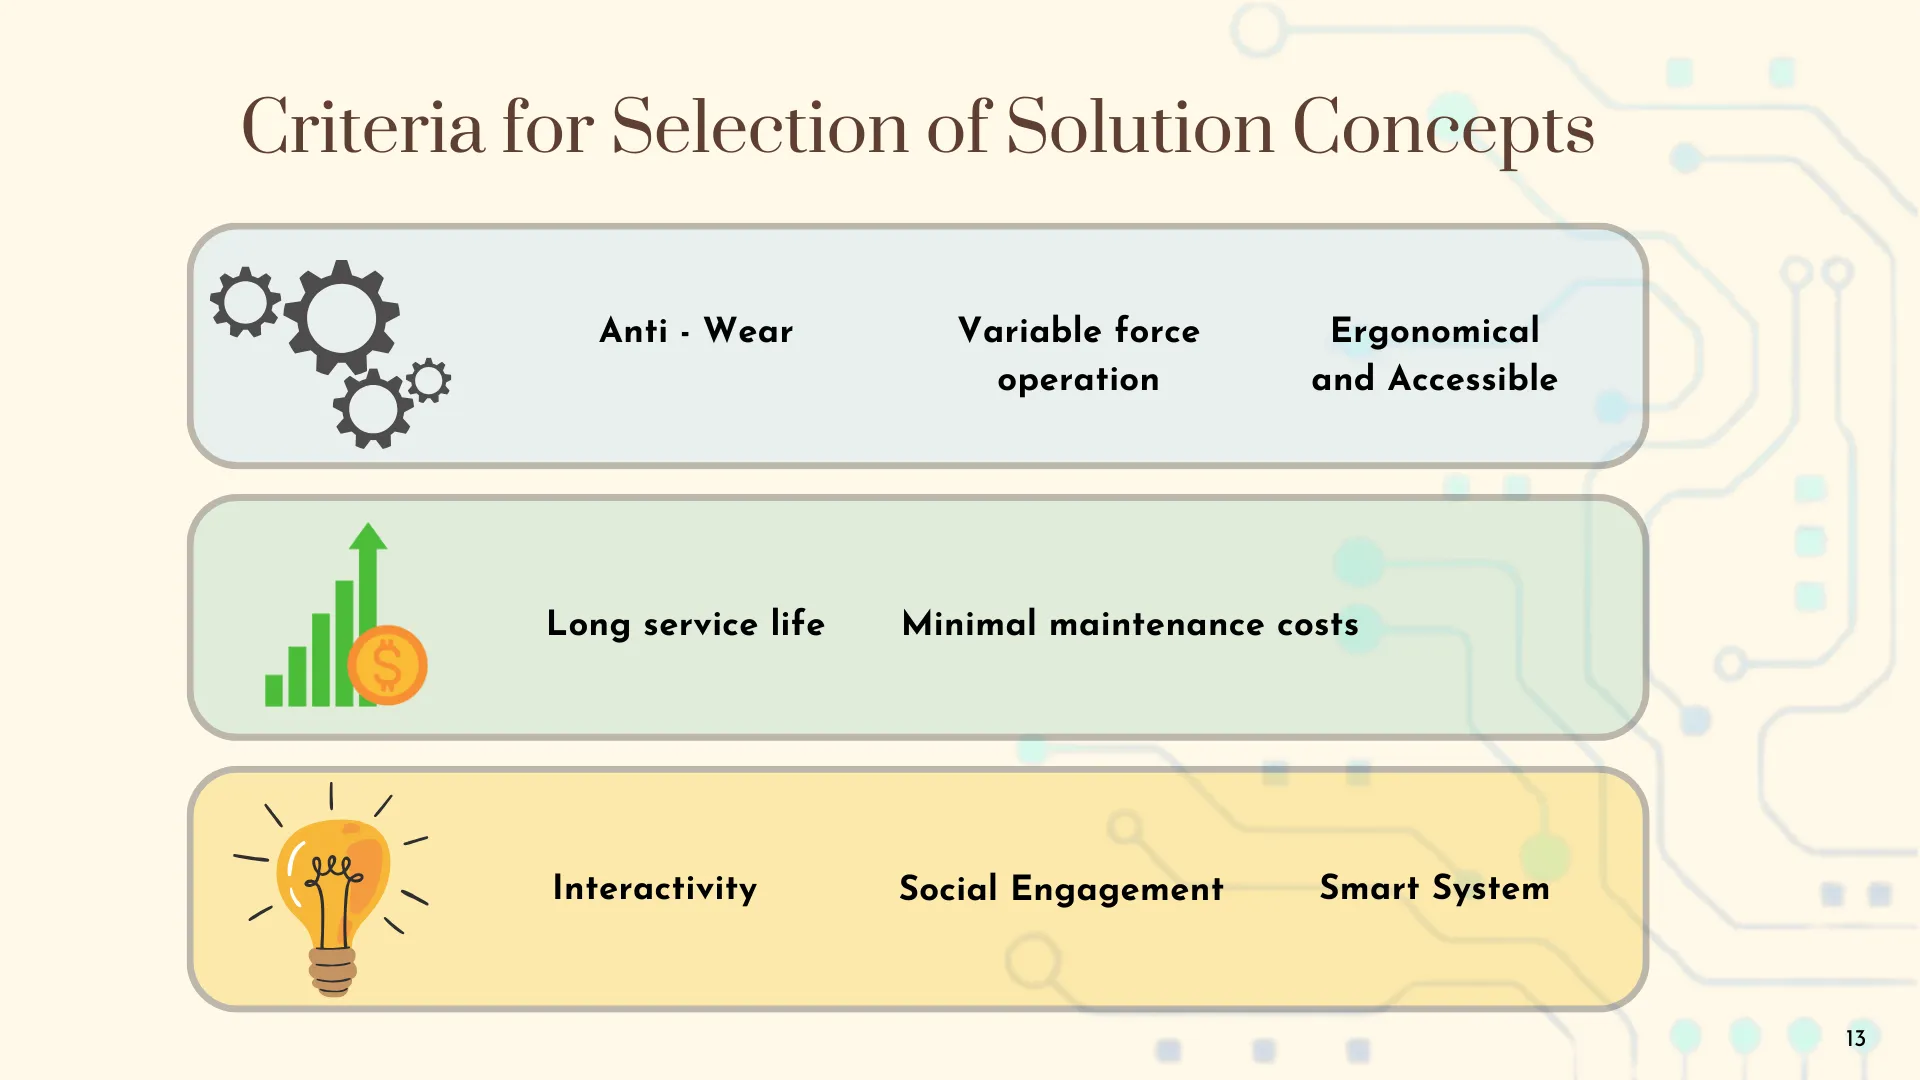 Criteria for Selection of Solution Concepts
Anti - Wear
Variable force
operation
Ergonomical
and Accessible
$
Long service life
Minimal maintenance costs
Interactivity
Social Engagement
Smart System
13